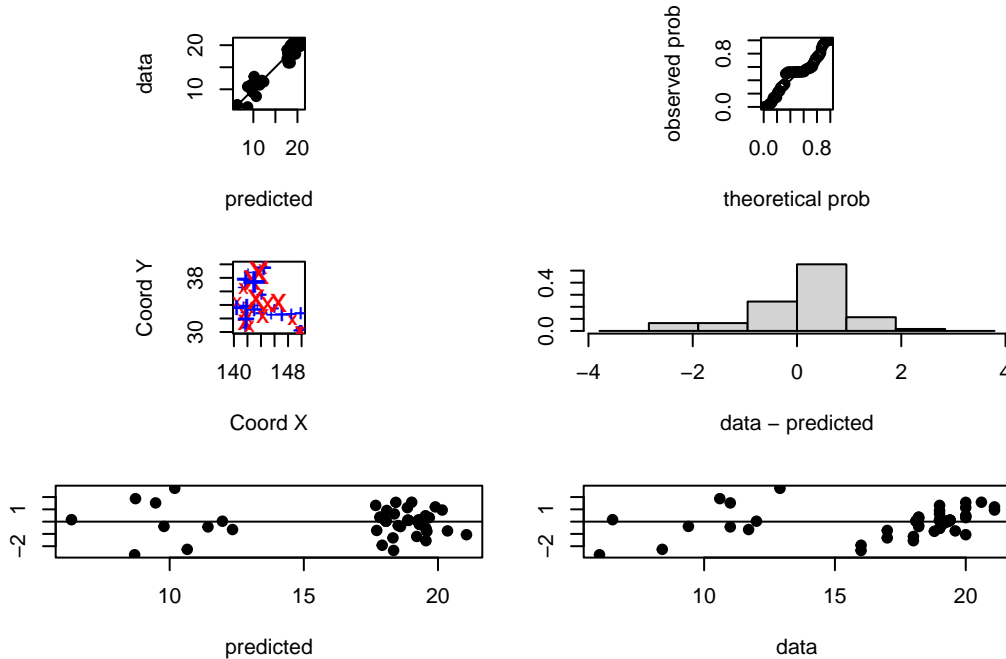 data
10 20
10 20
predicted
observed prob
0.0 0.8
0.0 0.8
theoretical prob
Coord Y
30 38
140 148
Coord X
0.0 0.4
−4 −2 0 2 4
data − predicted
−2 1
10 15 20
predicted
−2 1
10 15 20
data